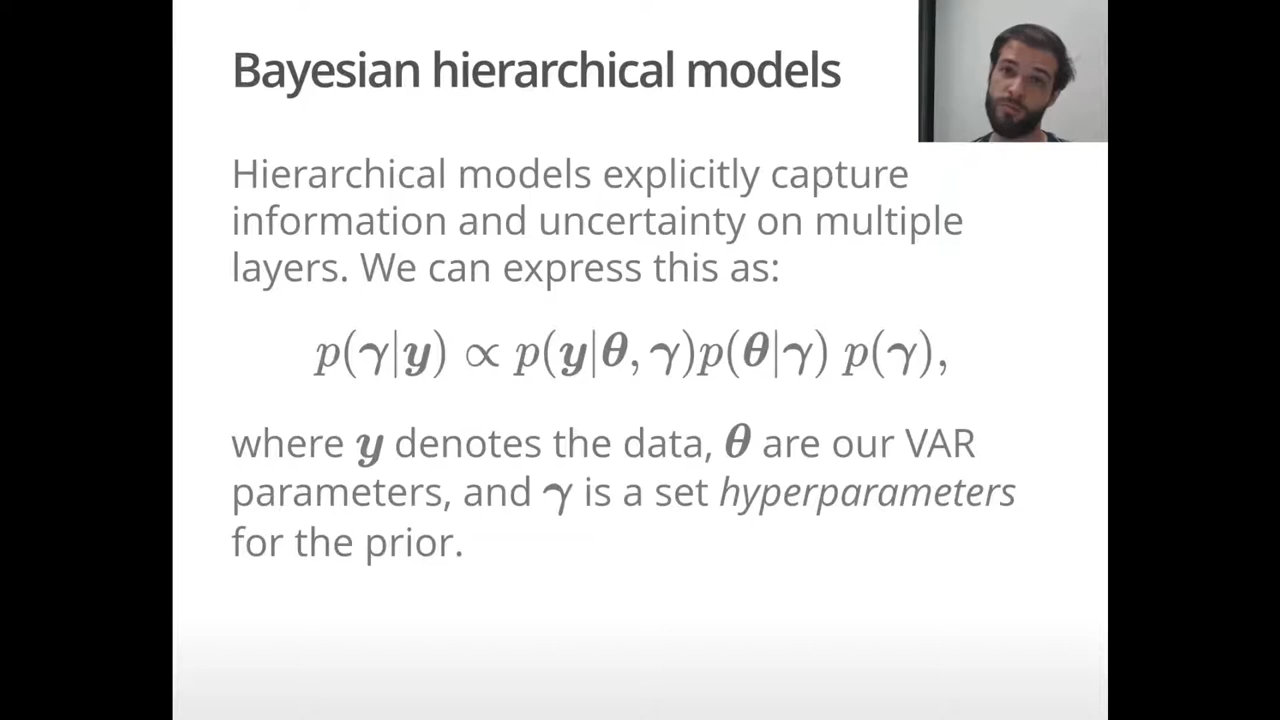 Bayesian hierarchical models
Hierarchical models explicitly capture
information and uncertainty on multiple
layers. We can express this as:
p(γ|y) ∝ p(y|θ, γ)p(θ|γ) p(γ),
where y denotes the data, θ are our VAR
parameters, and γ is a set hyperparameters
for the prior.